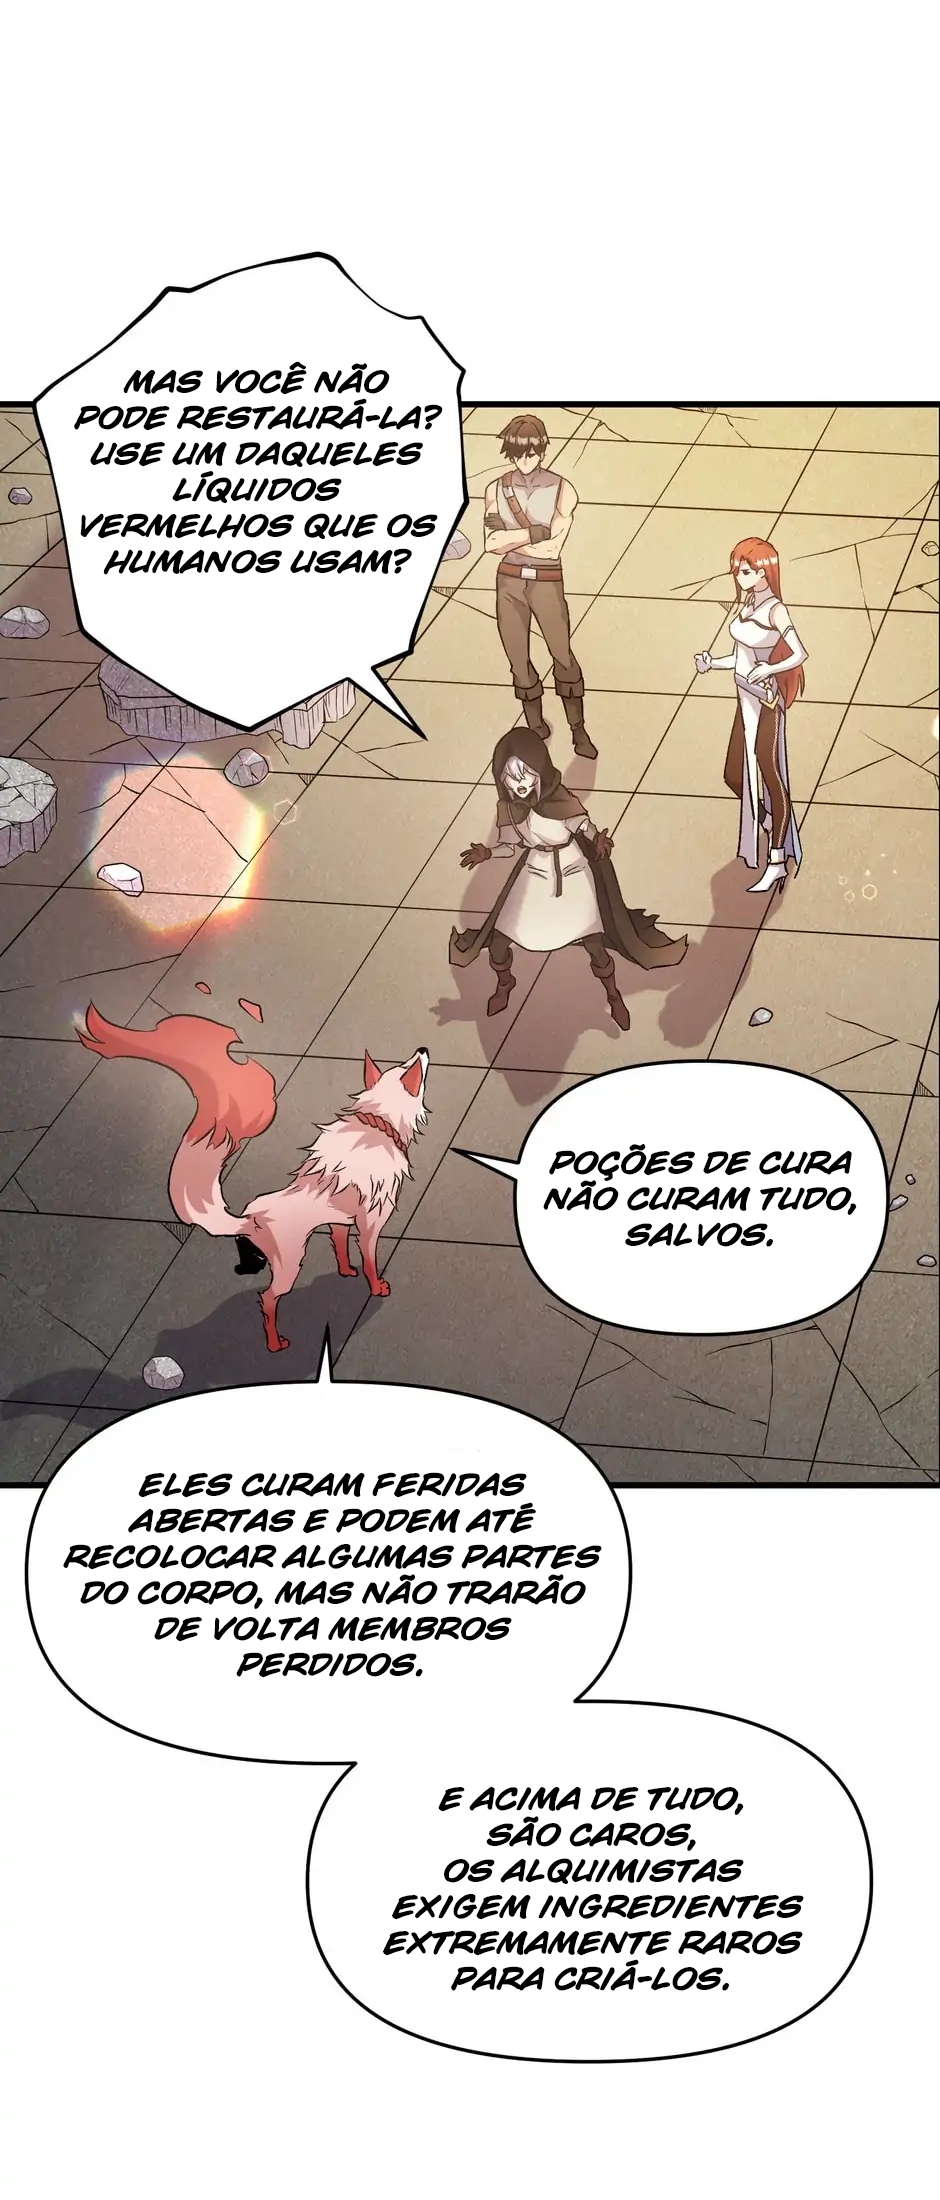 MAS VOCÊ NÃO
PODE RESTAURÁ-LA?
USE UM DAQUELES
LÍQUIDOS
VERMELHOS QUE OS
HUMANOS USAM?
POÇÕES DE CURA
NÃO CURAM TUDO,
SALVOS.
ELES CURAM FERIDAS
ABERTAS E PODEM ATÉ
RECOLOCAR ALGUMAS PARTES
DO CORPO, MAS NÃO TRARÃO
DE VOLTA MEMBROS
PERDIDOS.
E ACIMA DE TUDO,
SÃO CAROS,
OS ALQUIMISTAS
EXIGEM INGREDIENTES
EXTREMAMENTE RAROS
PARA CRIÁ-LOS.